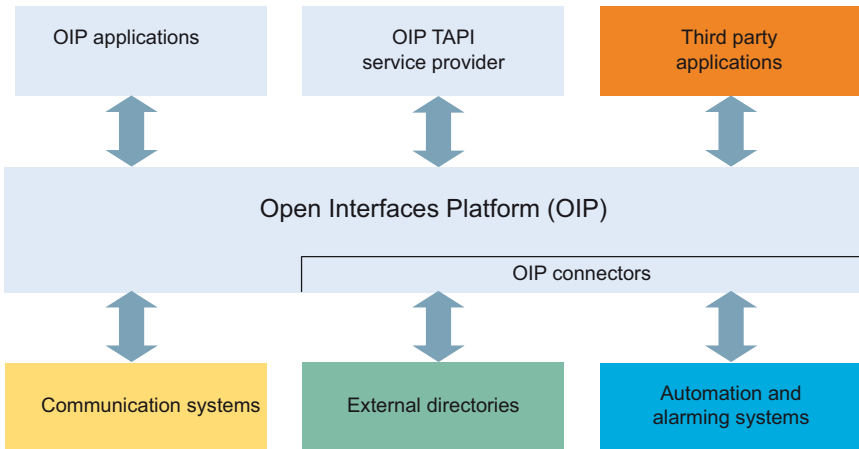 OIP applications
OIP TAPI
service provider
Third party
applications
Open Interfaces Platform (OIP)
OIP connectors
Communication systems
External directories
Automation and
alarming systems